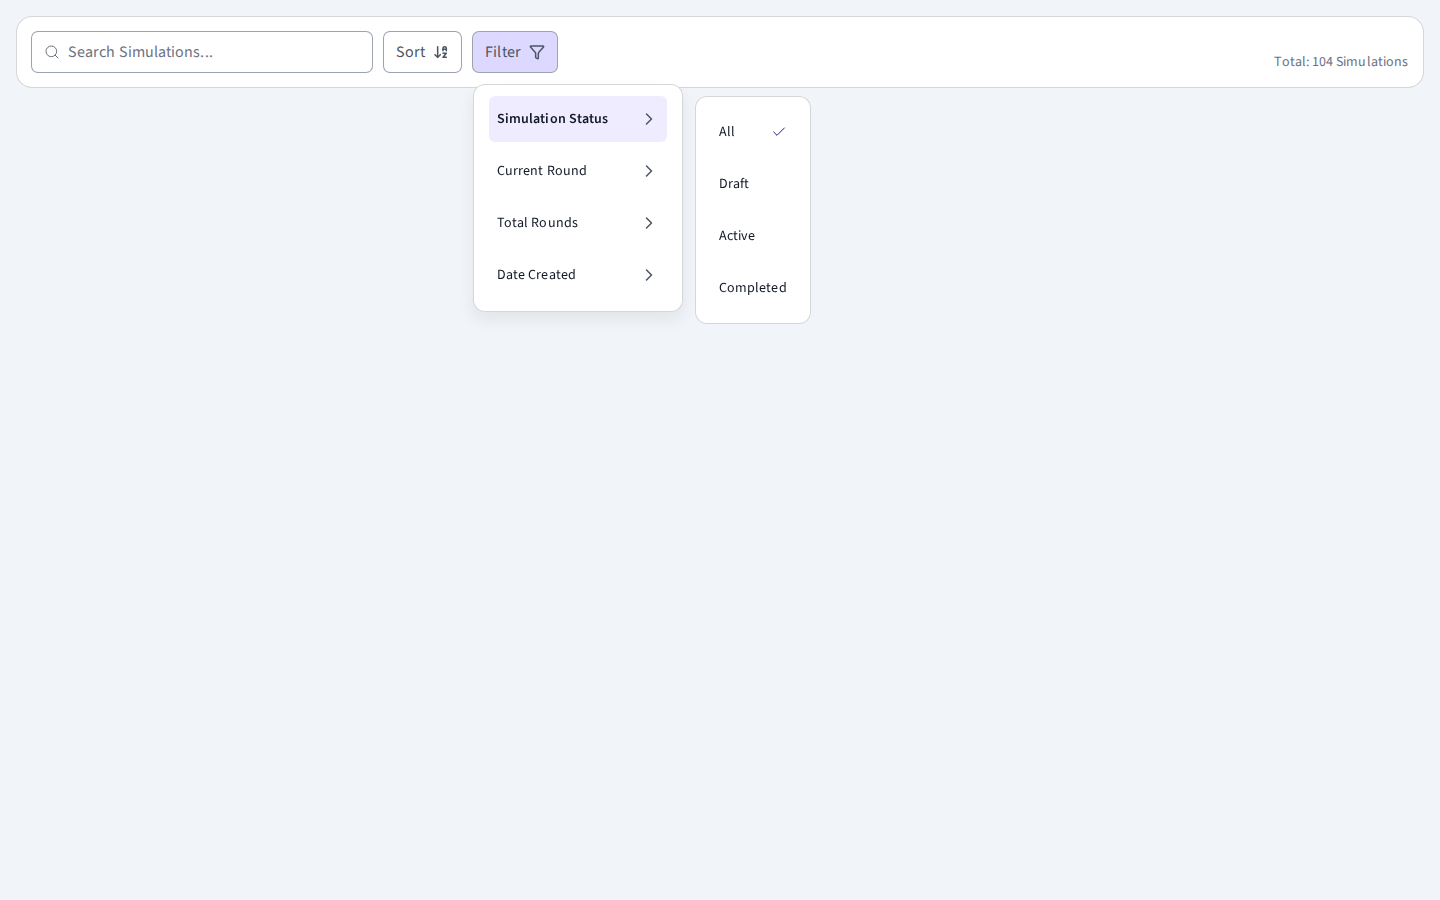 Search Simulations...
Sort
Filter
Total: 104 Simulations
Simulation Status
Current Round
Total Rounds
Date Created
All
Draft
Active
Completed